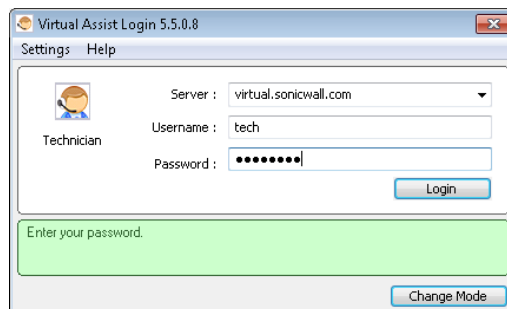 Virtual Assist Login 5.5.0.8
Settings Help
Server : virtual.sonicwall.com
Technician
Username : tech
Password : ●●●●●●●●
Login
Enter your password.
Change Mode